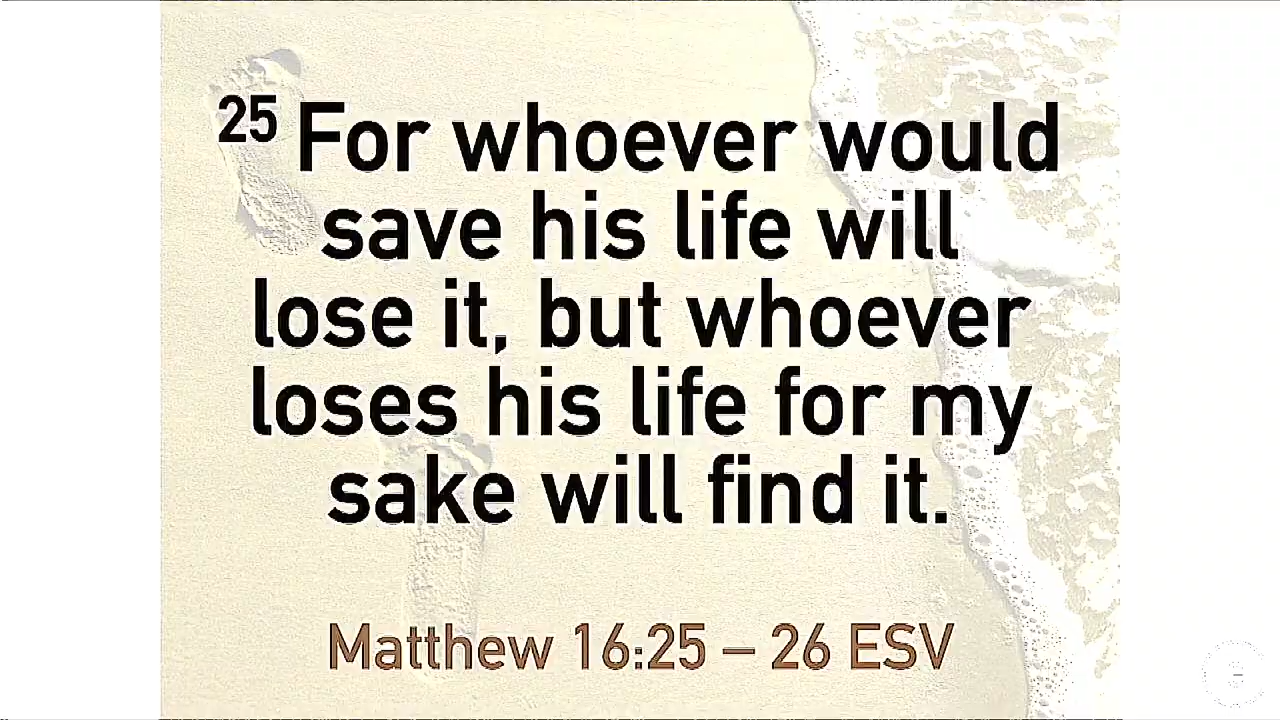 25 For whoever would
save his life will
lose it, but whoever
loses his life for my
sake will find it.
Matthew 16:25 – 26 ESV